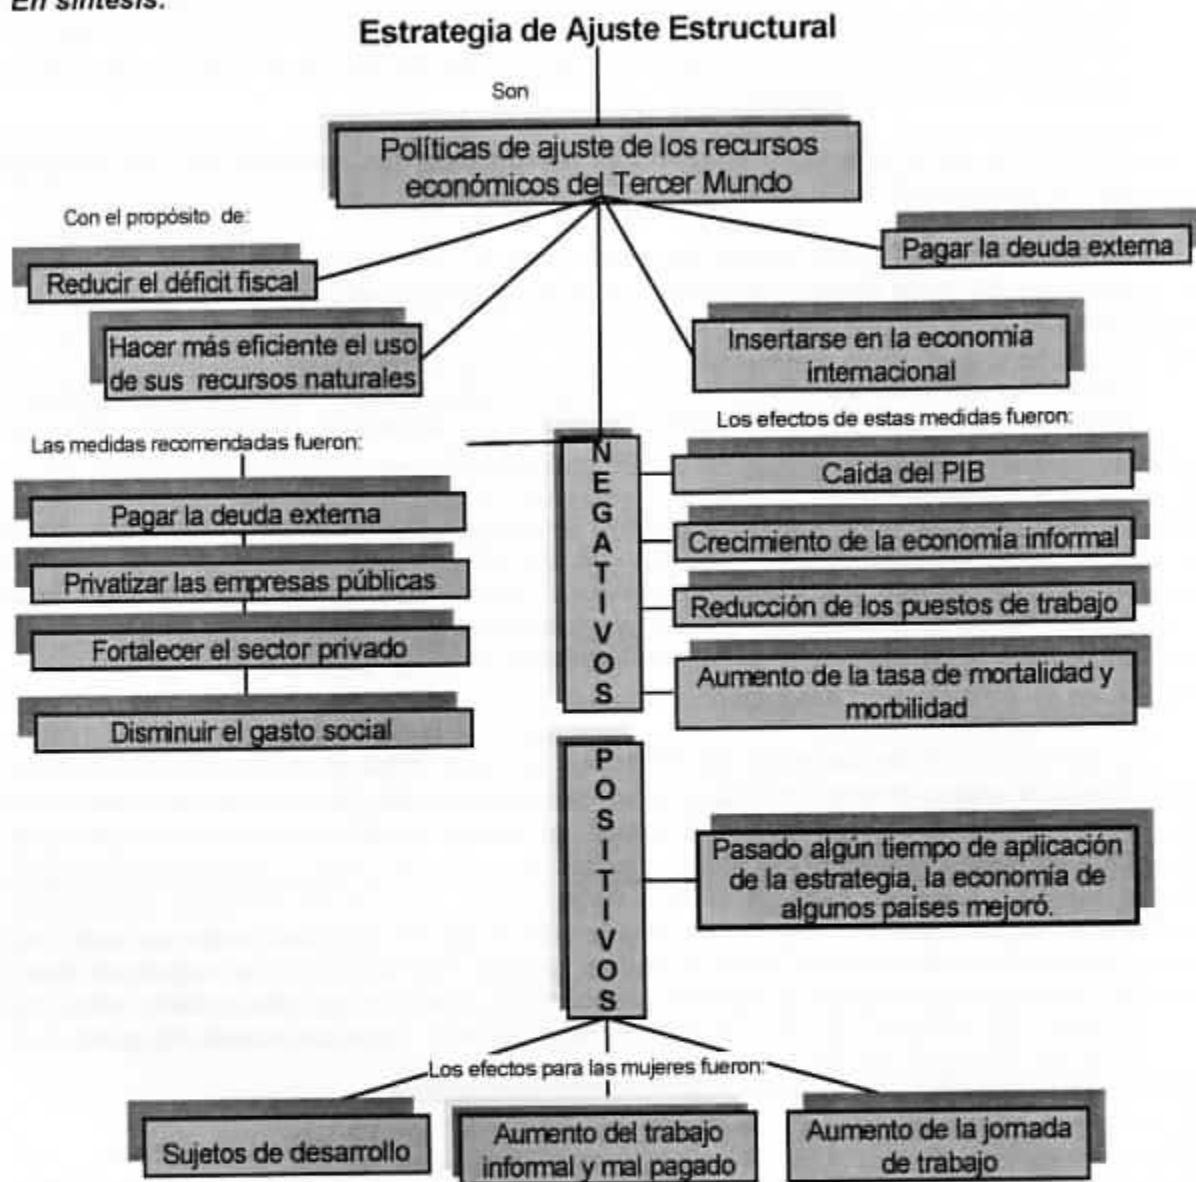 En síntesis:
Estrategia de Ajuste Estructural
Son
Políticas de ajuste de los recursos
económicos del Tercer Mundo
Con el propósito de:
Reducir el déficit fiscal
Pagar la deuda externa
Hacer más eficiente el uso
de sus recursos naturales
Insertarse en la economía
internacional
Las medidas recomendadas fueron:
Pagar la deuda externa
Privatizar las empresas públicas
Fortalecer el sector privado
Disminuir el gasto social
Los efectos de estas medidas fueron:
NEGATIVOS
Caída del PIB
Crecimiento de la economía informal
Reducción de los puestos de trabajo
Aumento de la tasa de mortalidad y
morbilidad
POSITIVOS
Pasado algún tiempo de aplicación
de la estrategia, la economía de
algunos países mejoró.
Los efectos para las mujeres fueron:
Sujetos de desarrollo
Aumento del trabajo
informal y mal pagado
Aumento de la jornada
de trabajo